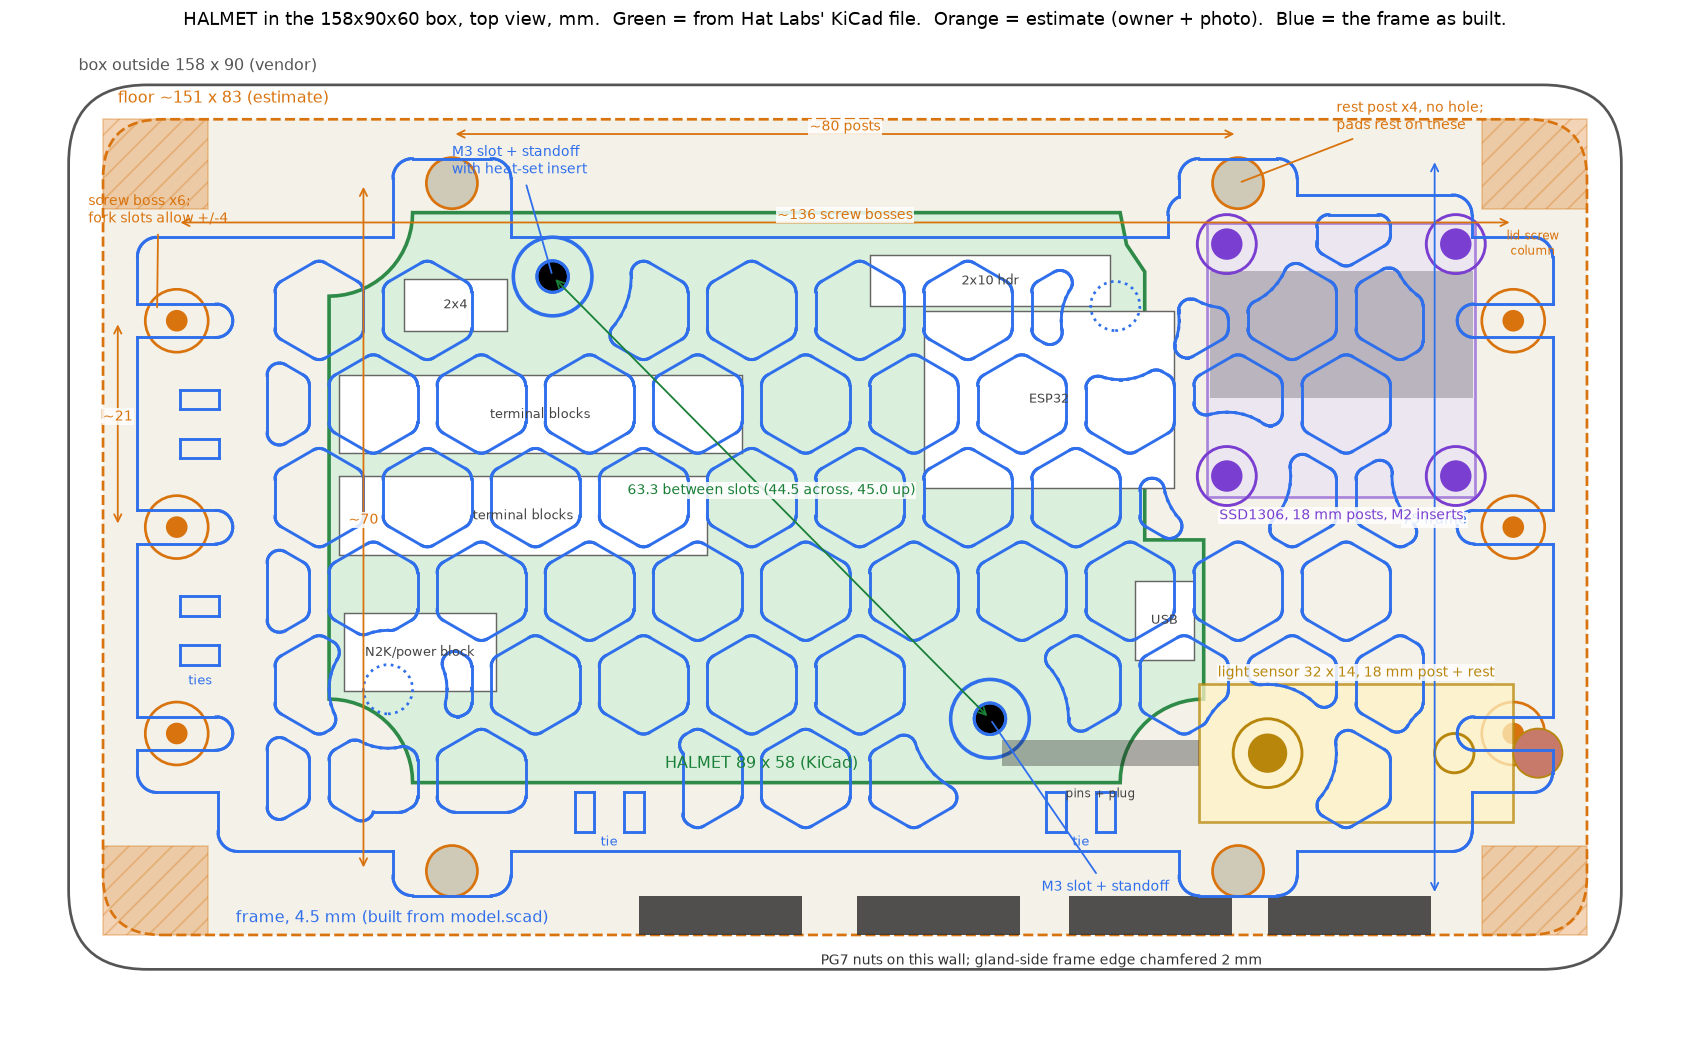 HALMET in the 158x90x60 box, top view, mm.  Green = from Hat Labs' KiCad file.  Orange = estimate (owner + photo).  Blue = the frame as built.
box outside 158 x 90 (vendor)
floor ~151 x 83 (estimate)
rest post x4, no hole;
pads rest on these
~80 posts
M3 slot + standoff
with heat-set insert
screw boss x6;
fork slots allow +/-4
~136 screw bosses
lid screw
column
2x4
2x10 hdr
ESP32
terminal blocks
~21
63.3 between slots (44.5 across, 45.0 up)
terminal blocks
~70
SSD1306, 18 mm posts, M2 inserts
USB
N2K/power block
light sensor 32 x 14, 18 mm post + rest
ties
HALMET 89 x 58 (KiCad)
pins + plug
tie
tie
M3 slot + standoff
frame, 4.5 mm (built from model.scad)
PG7 nuts on this wall; gland-side frame edge chamfered 2 mm